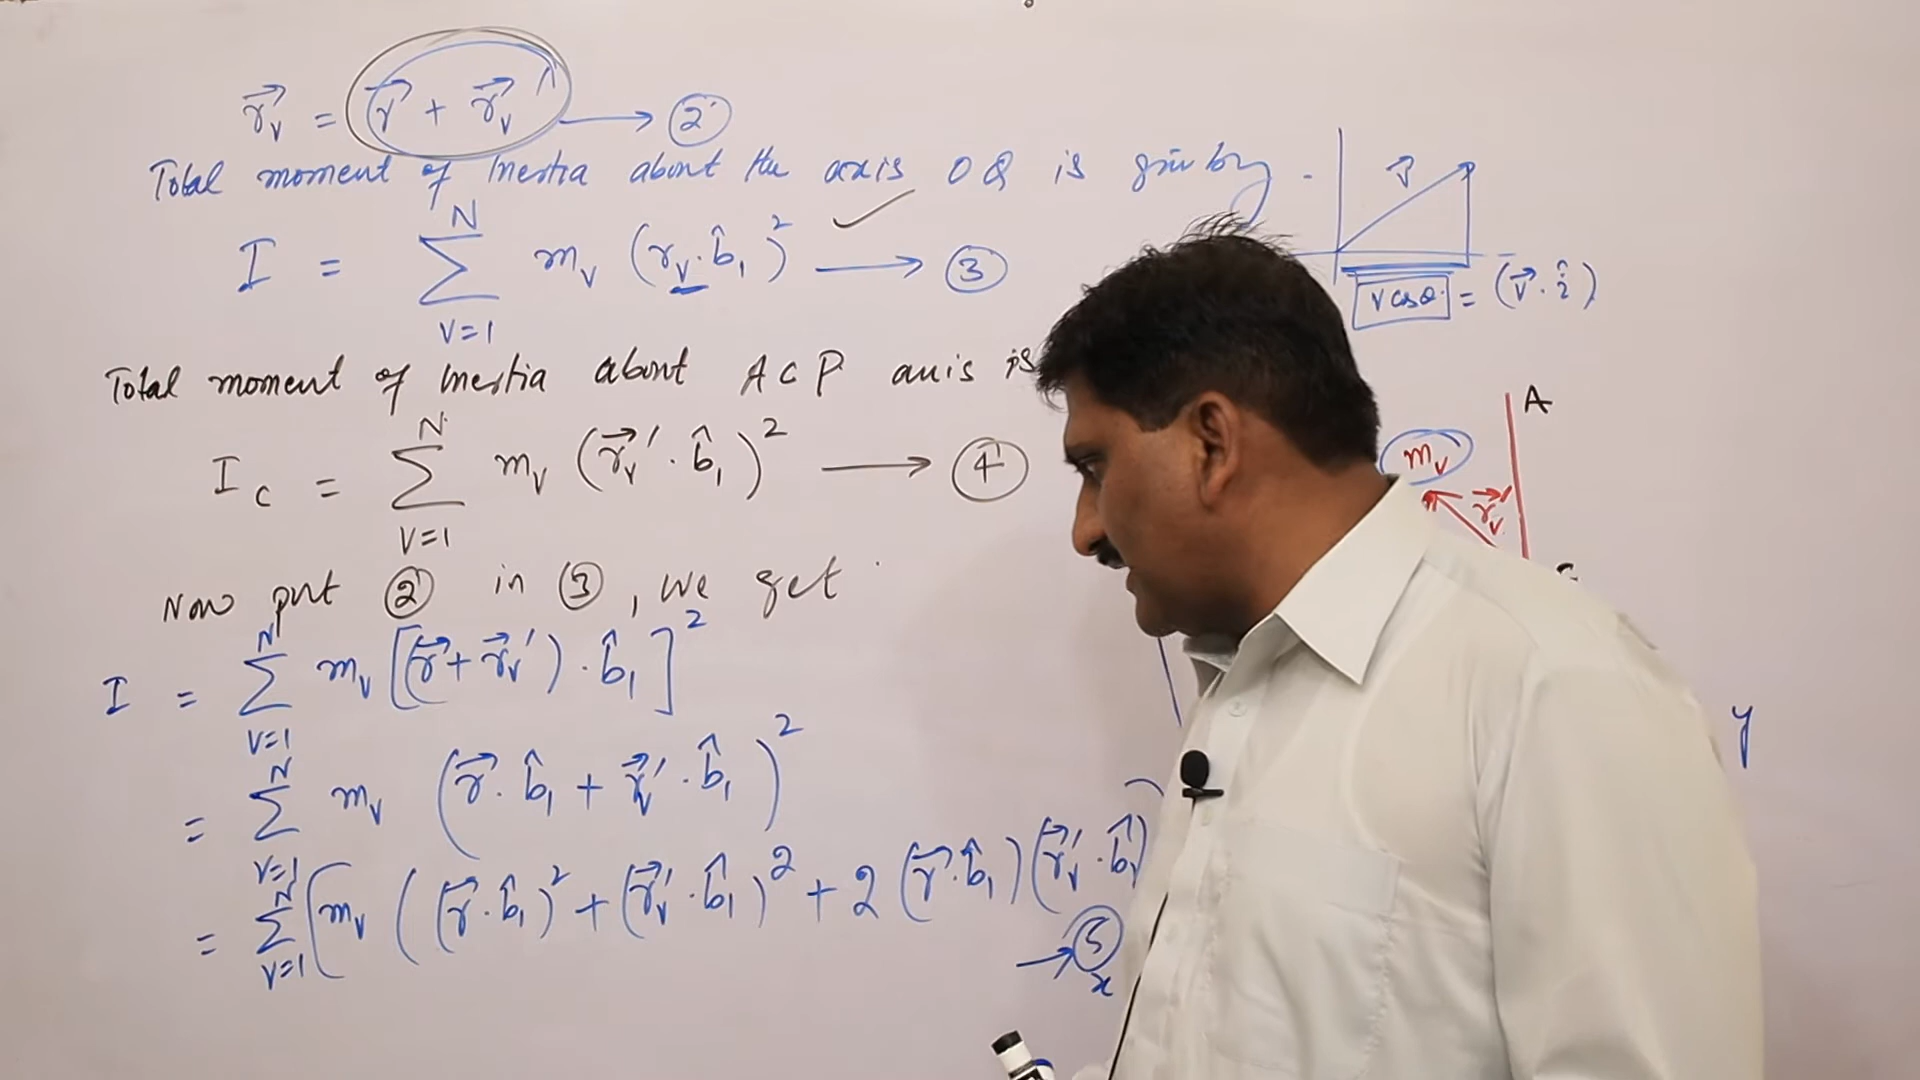 r⃗ᵥ = (r⃗ + r⃗ᵥ′) → ②
Total moment of Inertia about the axis OQ is given by.
I = Σ_{v=1}^{N} mᵥ (rᵥ · b̂₁)² → ③
Total moment of Inertia about ACP axis is
I_C = Σ_{v=1}^{N} mᵥ (r⃗ᵥ′ · b̂₁)² → ④
Now put ② in ③, we get
I = Σ_{v=1}^{N} mᵥ [(r⃗ + r⃗ᵥ′) · b̂₁]²
= Σ_{v=1}^{N} mᵥ (r⃗ · b̂₁ + r⃗ᵥ′ · b̂₁)²
= Σ_{v=1}^{N} [mᵥ ((r⃗ · b̂₁)² + (r⃗ᵥ′ · b̂₁)² + 2 (r⃗ · b̂₁)(r⃗ᵥ′ · b̂₁)
→ ⑤
x
v⃗
v cosθ = (v⃗ · î)
A
mᵥ
r⃗ᵥ′
y